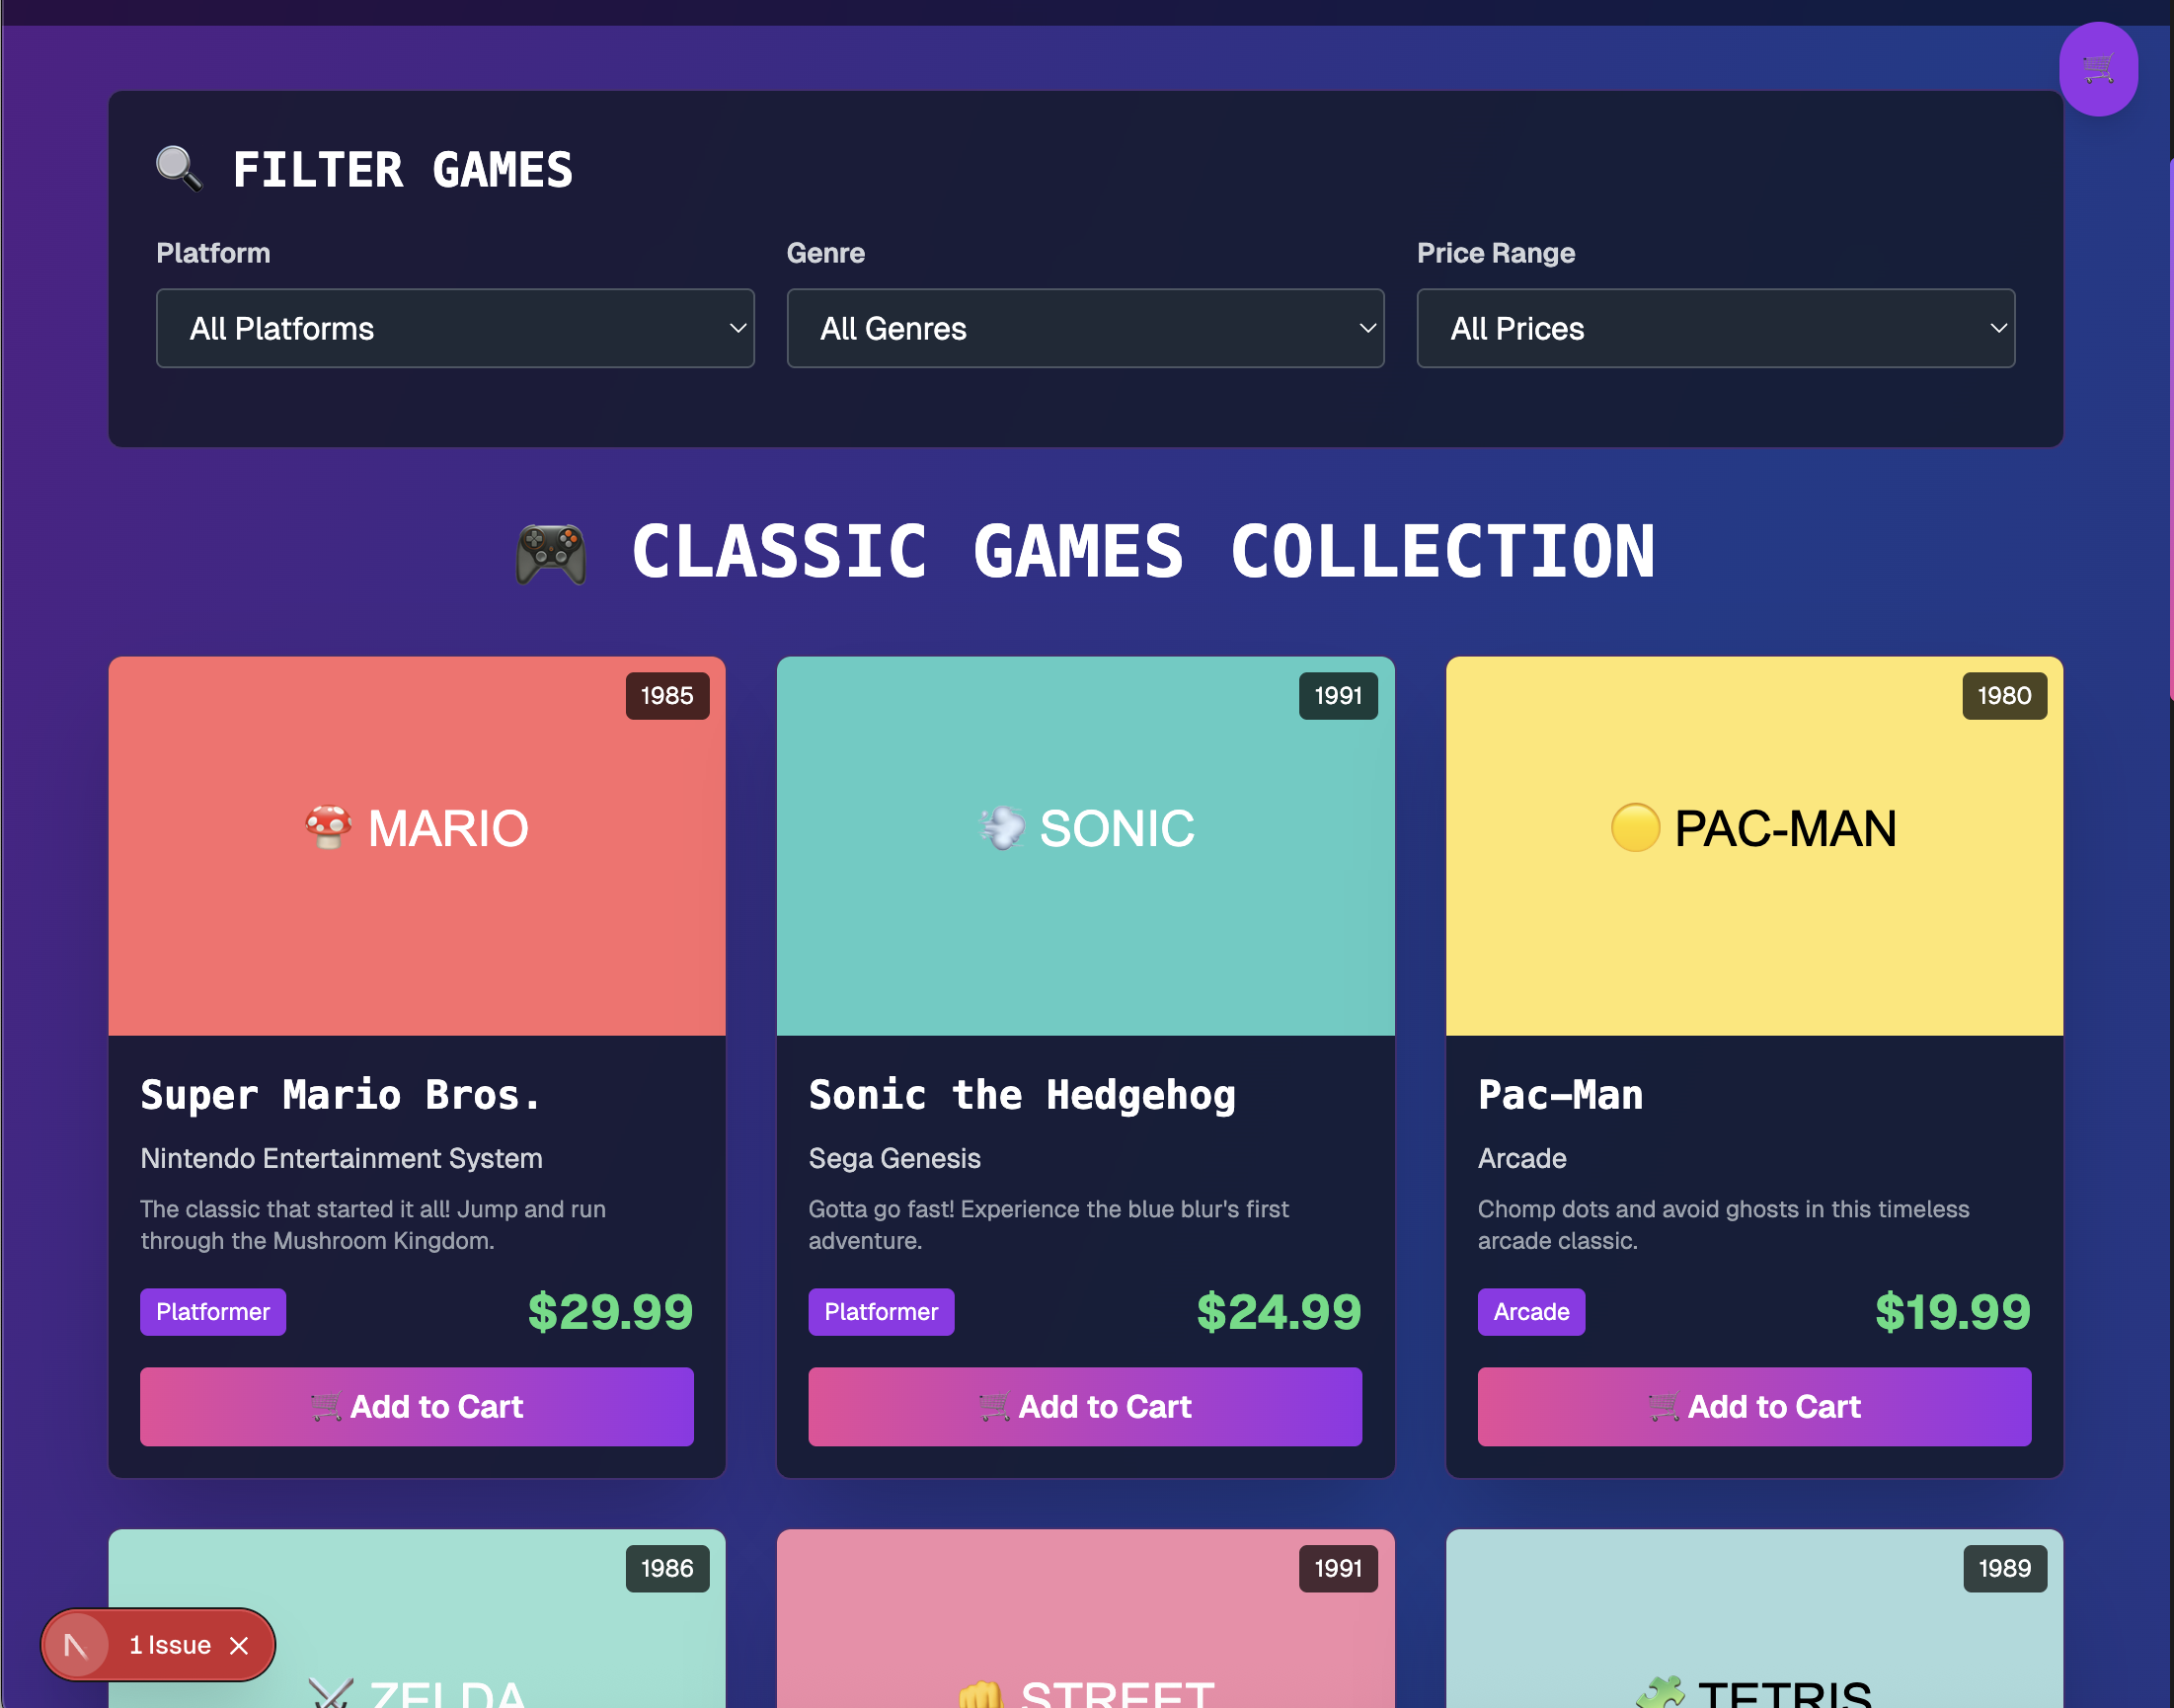 FILTER GAMES
Platform
Genre
Price Range
All Platforms
All Genres
All Prices
CLASSIC GAMES COLLECTION
1985
MARIO
Super Mario Bros.
Nintendo Entertainment System
The classic that started it all! Jump and run
through the Mushroom Kingdom.
Platformer
$29.99
Add to Cart
1991
SONIC
Sonic the Hedgehog
Sega Genesis
Gotta go fast! Experience the blue blur's first
adventure.
Platformer
$24.99
Add to Cart
1980
PAC-MAN
Pac-Man
Arcade
Chomp dots and avoid ghosts in this timeless
arcade classic.
Arcade
$19.99
Add to Cart
1986
ZELDA
1991
STREET
1989
TETRIS
N
1 Issue